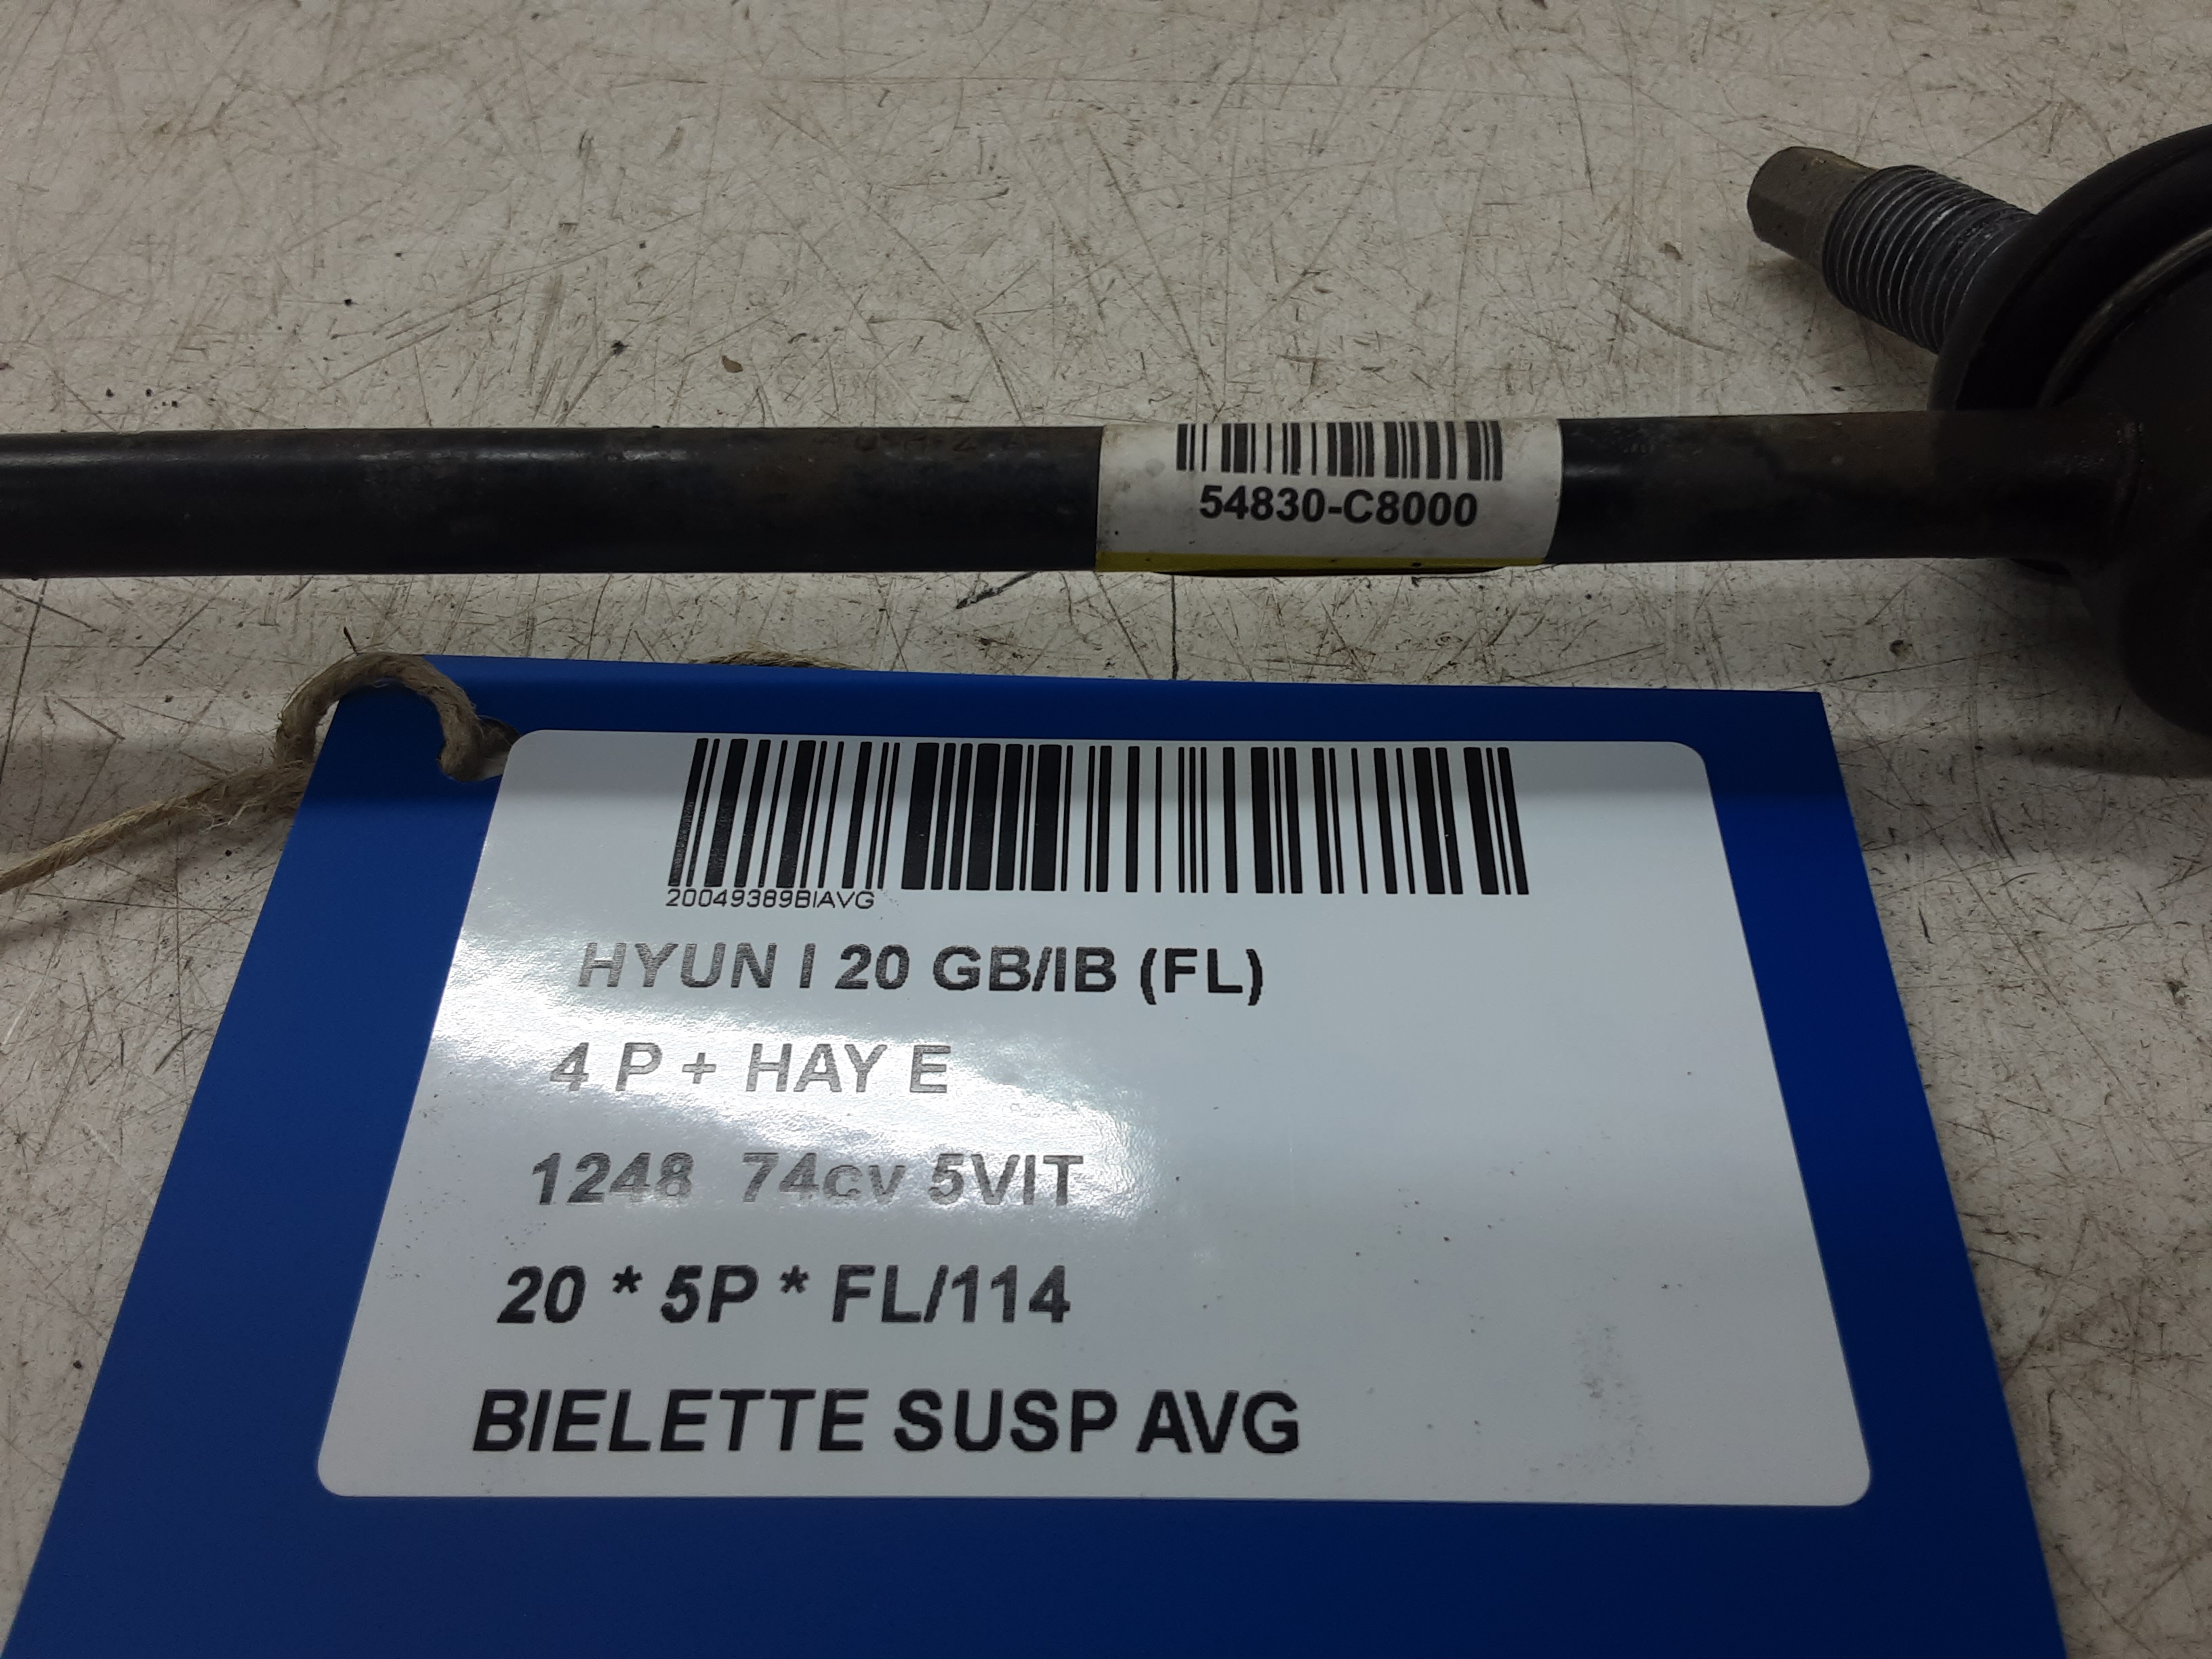 54830-C8000
20049389BIAVG
HYUN I 20 GB/IB (FL)
4 P + HAY E
1248 74cv 5VIT
20 * 5P * FL/114
BIELETTE SUSP AVG